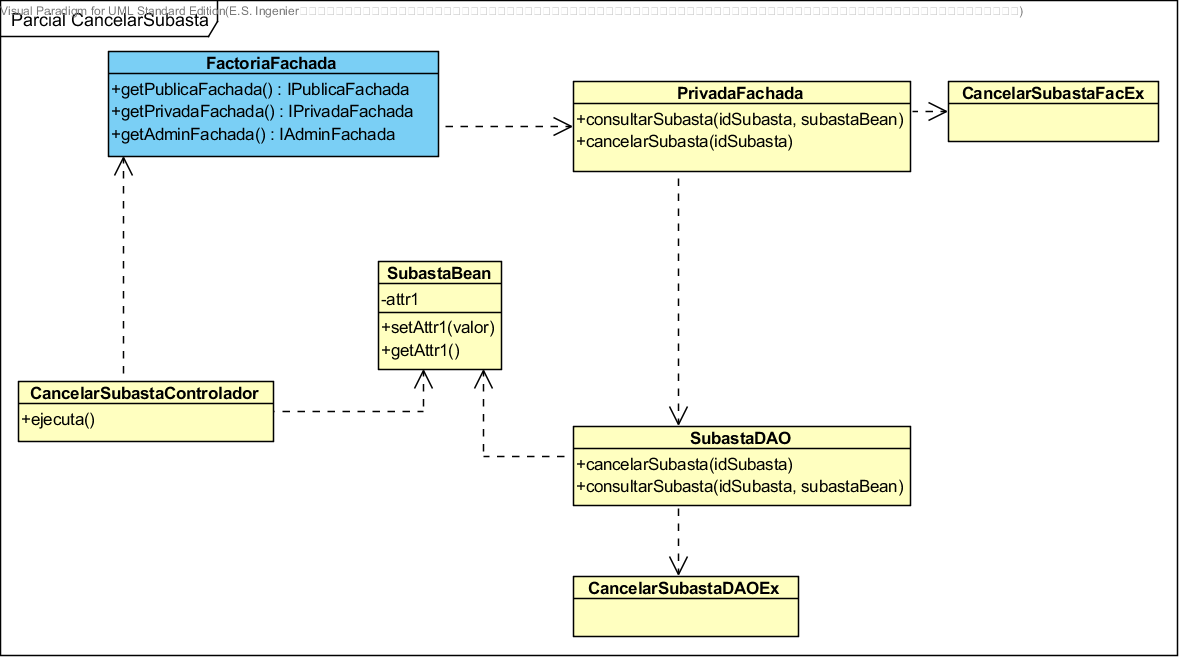 Visual Paradigm for UML Standard Edition(E.S. Ingenier
Parcial CancelarSubasta
FactoriaFachada
+getPublicaFachada() : IPublicaFachada
+getPrivadaFachada() : IPrivadaFachada
+getAdminFachada() : IAdminFachada
PrivadaFachada
+consultarSubasta(idSubasta, subastaBean)
+cancelarSubasta(idSubasta)
CancelarSubastaFacEx
SubastaBean
-attr1
+setAttr1(valor)
+getAttr1()
CancelarSubastaControlador
+ejecuta()
SubastaDAO
+cancelarSubasta(idSubasta)
+consultarSubasta(idSubasta, subastaBean)
CancelarSubastaDAOEx